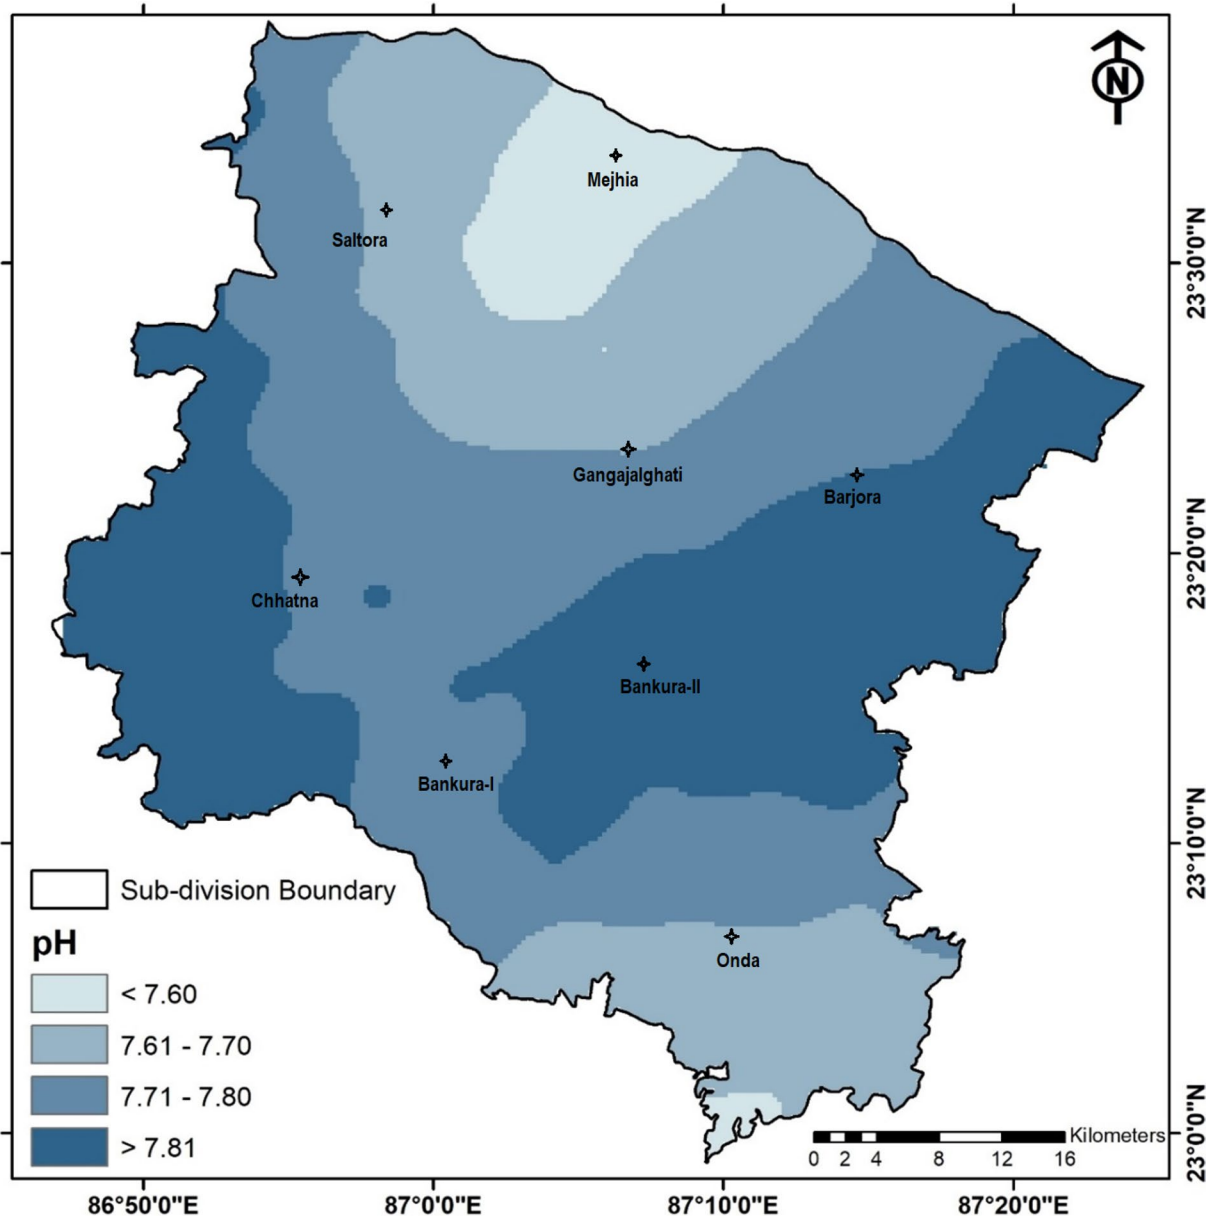 N
Mejhia
Saltora
23°30'0"N
Gangajalghati
Barjora
23°20'0"N
Chhatna
Bankura-II
Bankura-I
23°10'0"N
Sub-division Boundary
pH
Onda
< 7.60
7.61 - 7.70
7.71 - 7.80
> 7.81
23°0'0"N
Kilometers
0 2 4 8 12 16
86°50'0"E 87°0'0"E 87°10'0"E 87°20'0"E